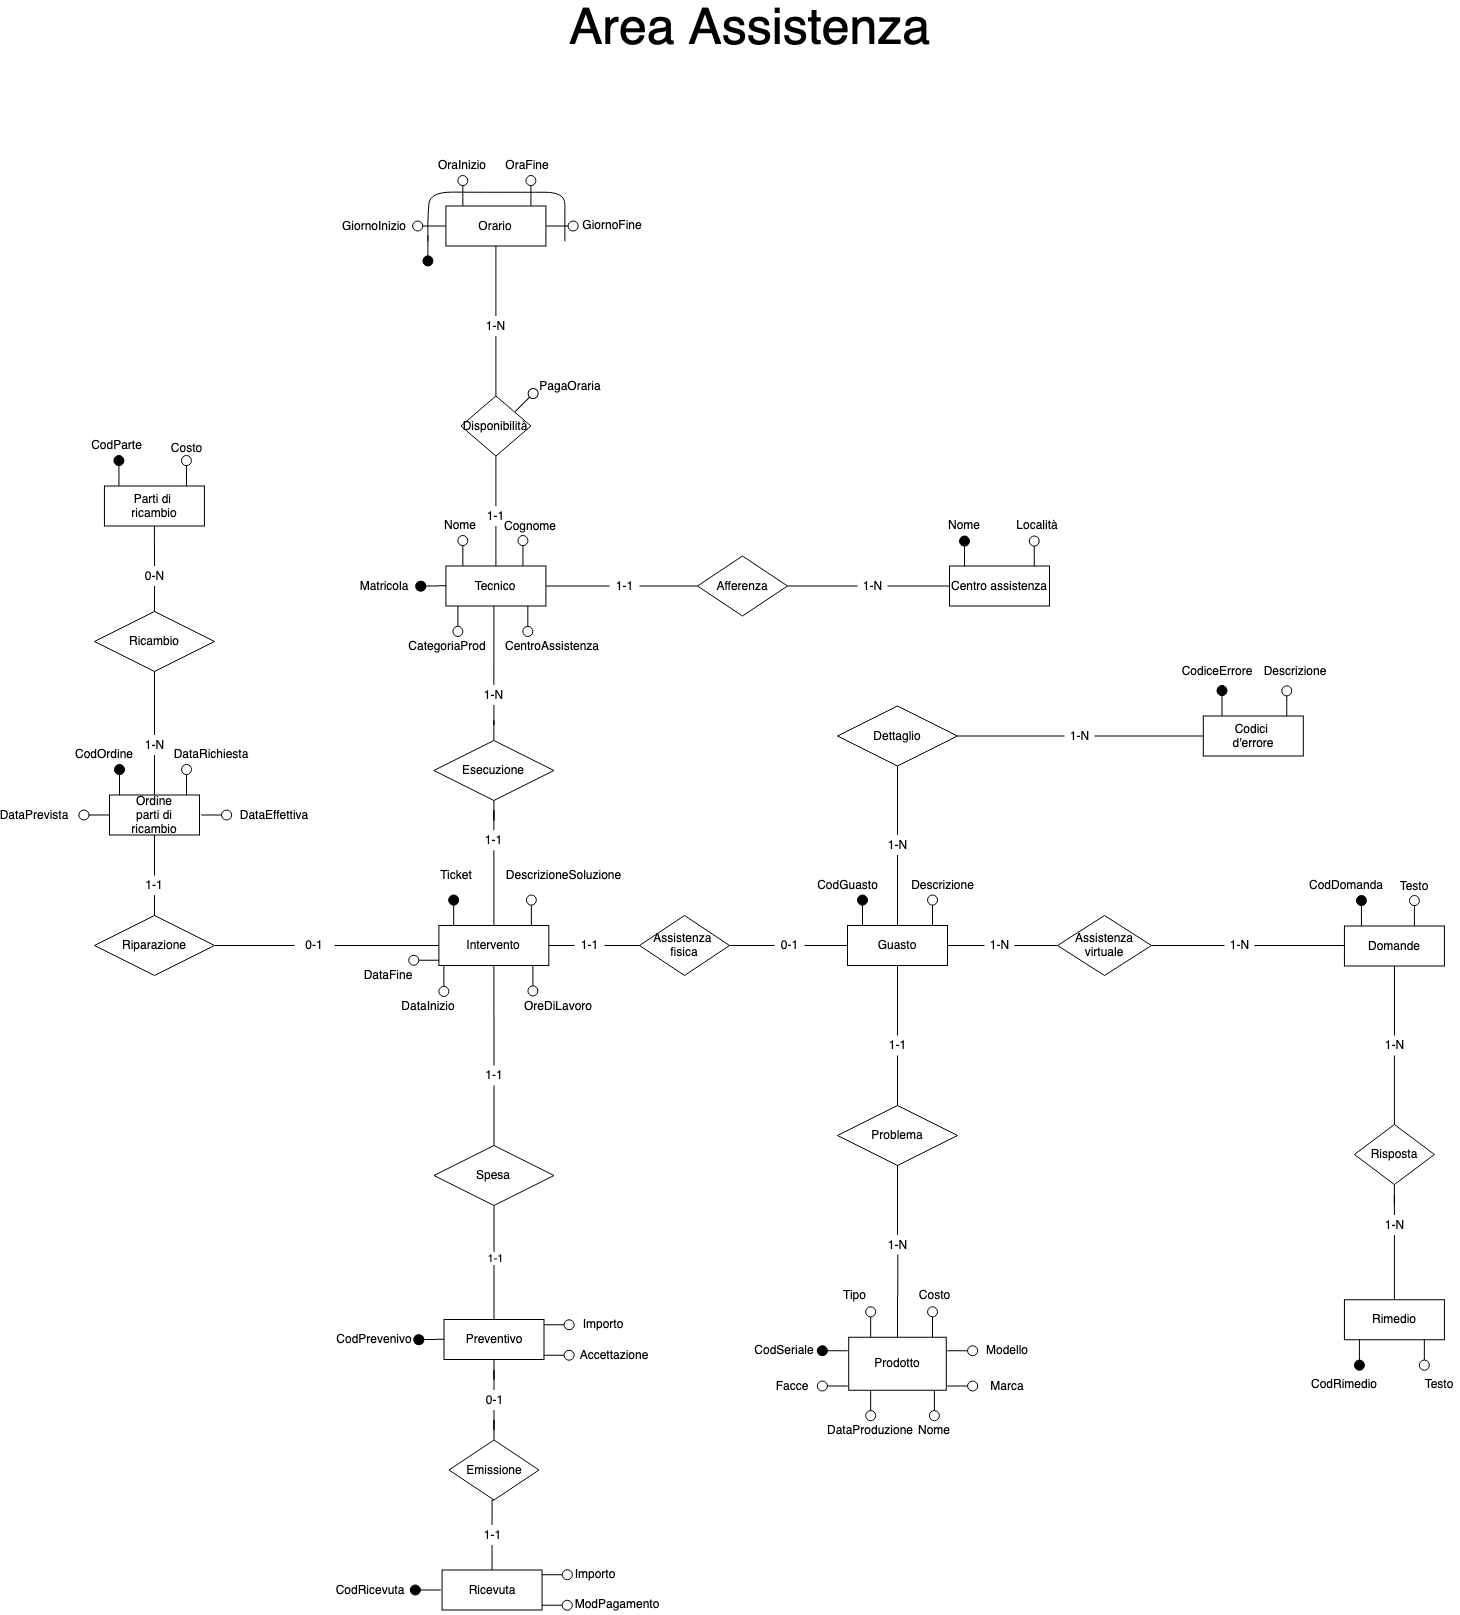 Area Assistenza
OraInizio
OraFine
GiornoInizio
Orario
GiornoFine
1-N
PagaOraria
Disponibilità
CodParte
Costo
Parti di
ricambio
1-1
Nome
Cognome
Nome
Località
0-N
Matricola
Tecnico
1-1
Afferenza
1-N
Centro assistenza
Ricambio
CategoriaProd
CentroAssistenza
CodiceErrore
Descrizione
1-N
Dettaglio
1-N
Codici
d'errore
1-N
CodOrdine
DataRichiesta
Esecuzione
DataPrevista
Ordine
parti di
ricambio
DataEffettiva
1-1
1-N
1-1
Ticket
DescrizioneSoluzione
CodGuasto
Descrizione
CodDomanda
Testo
Riparazione
0-1
Intervento
1-1
Assistenza
fisica
0-1
Guasto
1-N
Assistenza
virtuale
1-N
Domande
DataFine
DataInizio
OreDiLavoro
1-1
1-1
1-N
Problema
Risposta
Spesa
1-N
1-N
1-1
Tipo
Costo
Importo
Rimedio
CodPrevenivo
Preventivo
CodSeriale
Modello
Accettazione
Prodotto
Facce
Marca
CodRimedio
Testo
0-1
DataProduzione
Nome
Emissione
1-1
Importo
CodRicevuta
Ricevuta
ModPagamento